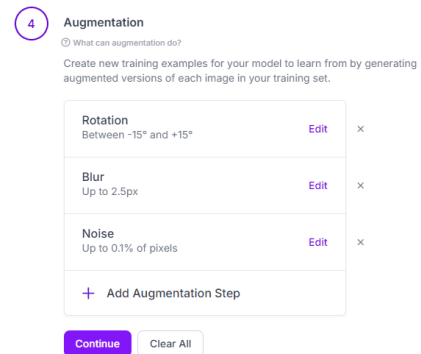 4
Augmentation
? What can augmentation do?
Create new training examples for your model to learn from by generating
augmented versions of each image in your training set.
Rotation
Between -15° and +15°
Edit ×
Blur
Up to 2.5px
Edit ×
Noise
Up to 0.1% of pixels
Edit ×
+ Add Augmentation Step
Continue
Clear All